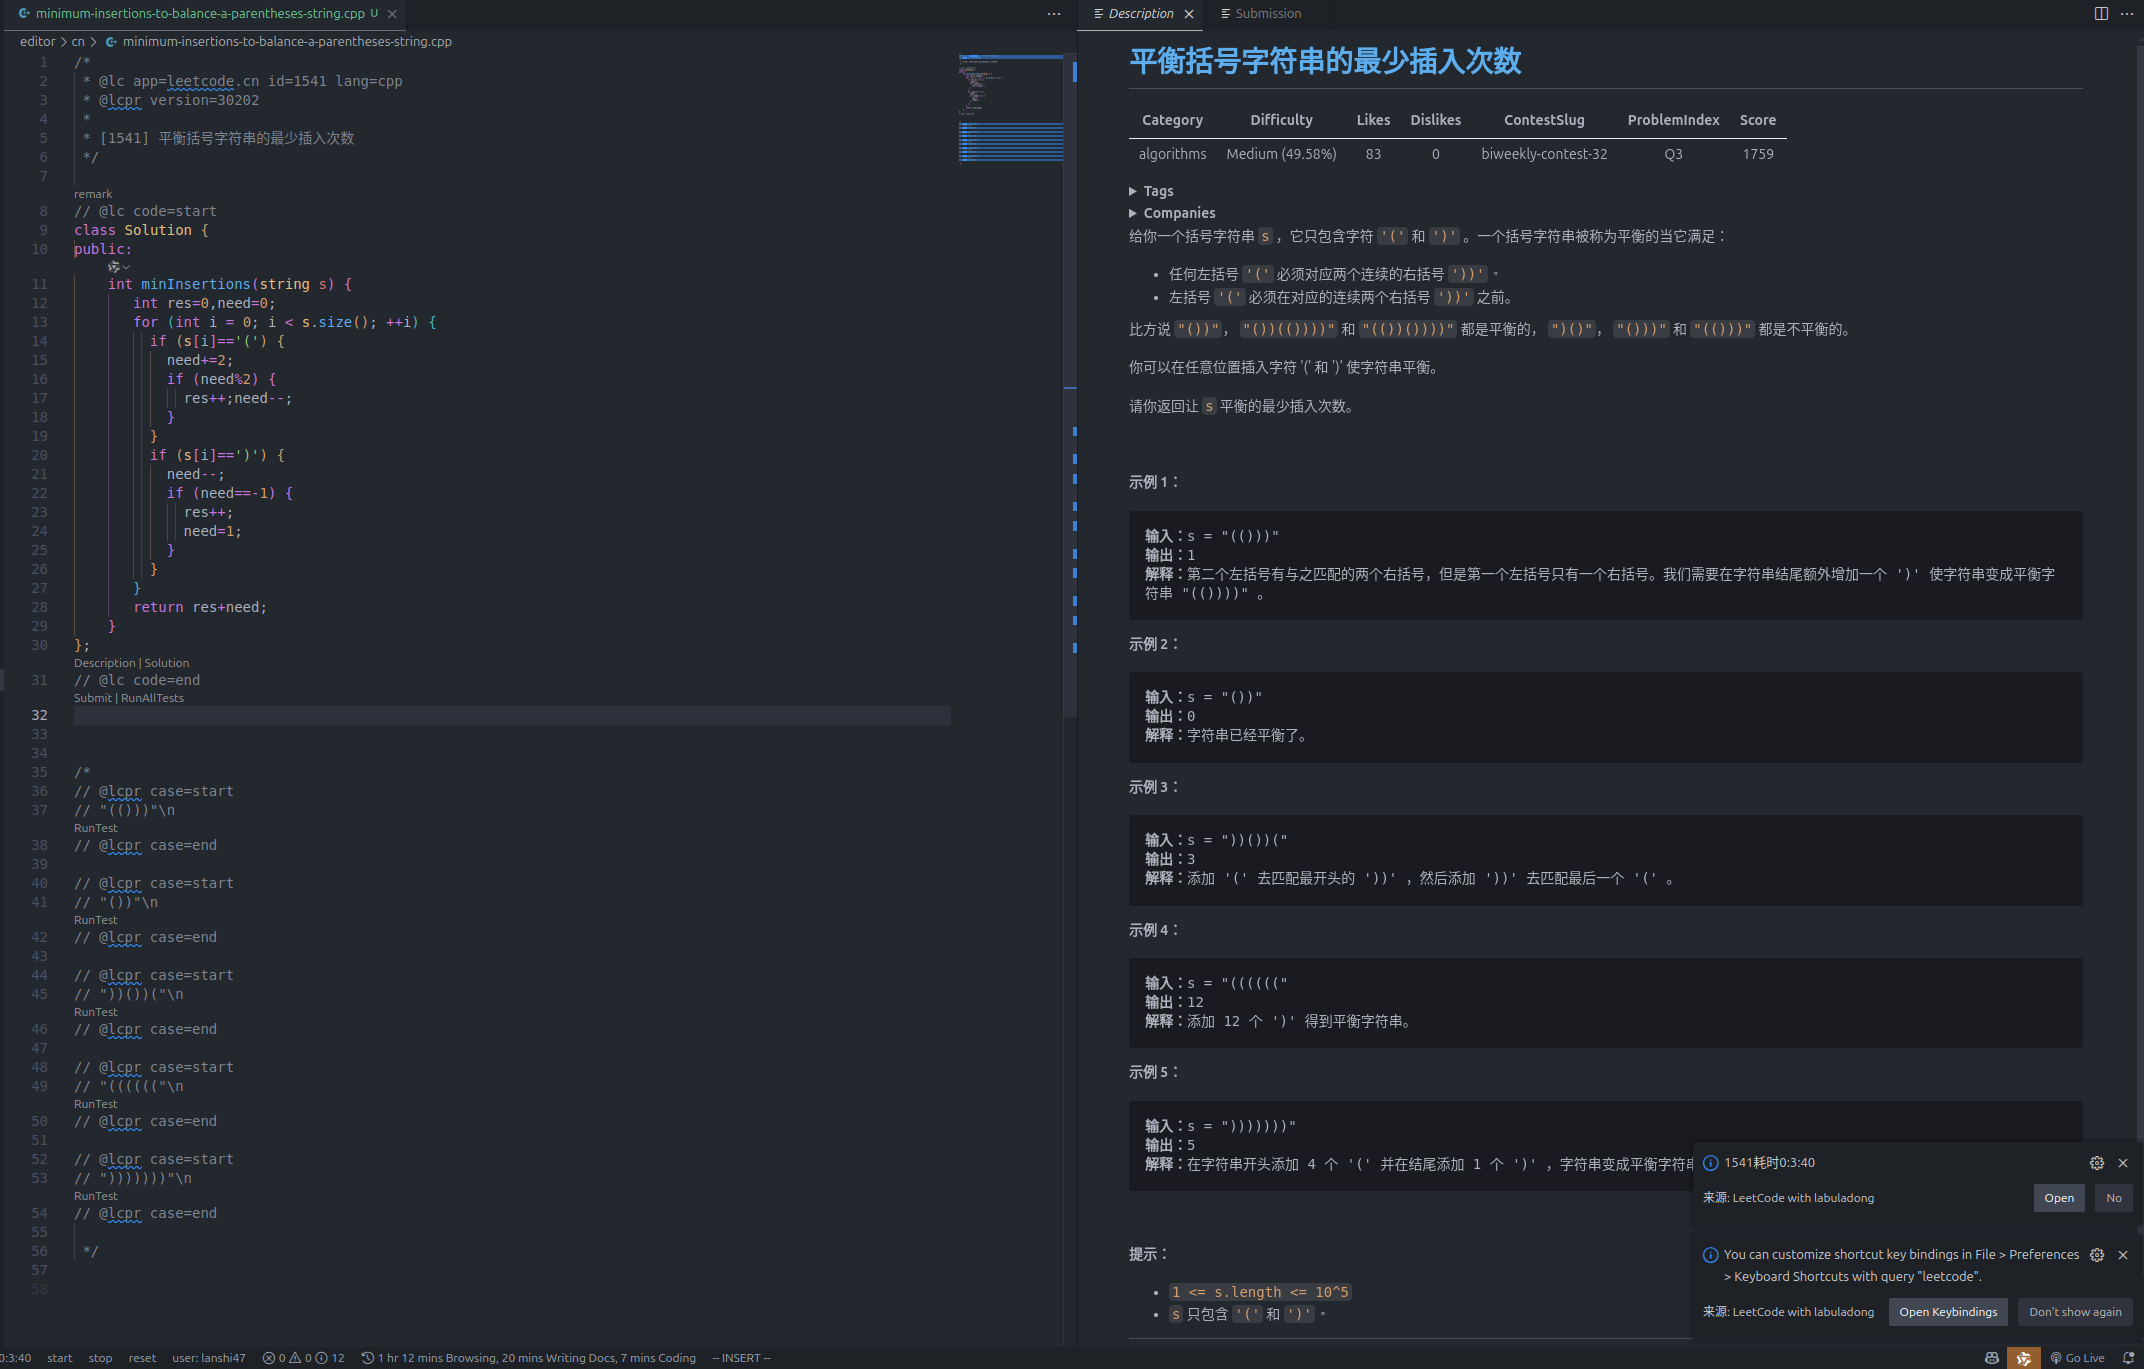 minimum-insertions-to-balance-a-parentheses-string.cpp U
editor > cn > minimum-insertions-to-balance-a-parentheses-string.cpp
1 /*
2 * @lc app=leetcode.cn id=1541 lang=cpp
3 * @lcpr version=30202
4 *
5 * [1541] 平衡括号字符串的最少插入次数
6 */
7
remark
8 // @lc code=start
9 class Solution {
10 public:
11 int minInsertions(string s) {
12 int res=0,need=0;
13 for (int i = 0; i < s.size(); ++i) {
14 if (s[i]=='(') {
15 need+=2;
16 if (need%2) {
17 res++;need--;
18 }
19 }
20 if (s[i]==')') {
21 need--;
22 if (need==-1) {
23 res++;
24 need=1;
25 }
26 }
27 }
28 return res+need;
29 }
30 };
Description | Solution
31 // @lc code=end
Submit | RunAllTests
32
33
34
35 /*
36 // @lcpr case=start
37 // "(()))"\n
RunTest
38 // @lcpr case=end
39
40 // @lcpr case=start
41 // "())"\n
RunTest
42 // @lcpr case=end
43
44 // @lcpr case=start
45 // "))())("\n
RunTest
46 // @lcpr case=end
47
48 // @lcpr case=start
49 // "(((((("\n
RunTest
50 // @lcpr case=end
51
52 // @lcpr case=start
53 // ")))))))"\n
RunTest
54 // @lcpr case=end
55
56 */
57
58
Description
Submission
平衡括号字符串的最少插入次数
Category Difficulty Likes Dislikes ContestSlug ProblemIndex Score
algorithms Medium (49.58%) 83 0 biweekly-contest-32 Q3 1759
Tags
Companies
给你一个括号字符串 s ，它只包含字符 '(' 和 ')' 。一个括号字符串被称为平衡的当它满足：
• 任何左括号 '(' 必须对应两个连续的右括号 '))' 。
• 左括号 '(' 必须在对应的连续两个右括号 '))' 之前。
比方说 "())"， "())(())))" 和 "(())())))" 都是平衡的， ")()"， "()))" 和 "(()))" 都是不平衡的。
你可以在任意位置插入字符 '(' 和 ')' 使字符串平衡。
请你返回让 s 平衡的最少插入次数。
示例 1：
输入：s = "(()))"
输出：1
解释：第二个左括号有与之匹配的两个右括号，但是第一个左括号只有一个右括号。我们需要在字符串结尾额外增加一个 ')' 使字符串变成平衡字
符串 "(())))" 。
示例 2：
输入：s = "())"
输出：0
解释：字符串已经平衡了。
示例 3：
输入：s = "))())("
输出：3
解释：添加 '(' 去匹配最开头的 '))' ，然后添加 '))' 去匹配最后一个 '(' 。
示例 4：
输入：s = "(((((("
输出：12
解释：添加 12 个 ')' 得到平衡字符串。
示例 5：
输入：s = ")))))))"
输出：5
解释：在字符串开头添加 4 个 '(' 并在结尾添加 1 个 ')' ，字符串变成平衡字符
提示：
• 1 <= s.length <= 10^5
• s 只包含 '(' 和 ')' 。
1541耗时0:3:40
来源: LeetCode with labuladong
Open
No
You can customize shortcut key bindings in File > Preferences
> Keyboard Shortcuts with query "leetcode".
来源: LeetCode with labuladong
Open Keybindings
Don't show again
0:3:40 start stop reset user: lanshi47 0 0 12 1 hr 12 mins Browsing, 20 mins Writing Docs, 7 mins Coding -- INSERT -- Go Live